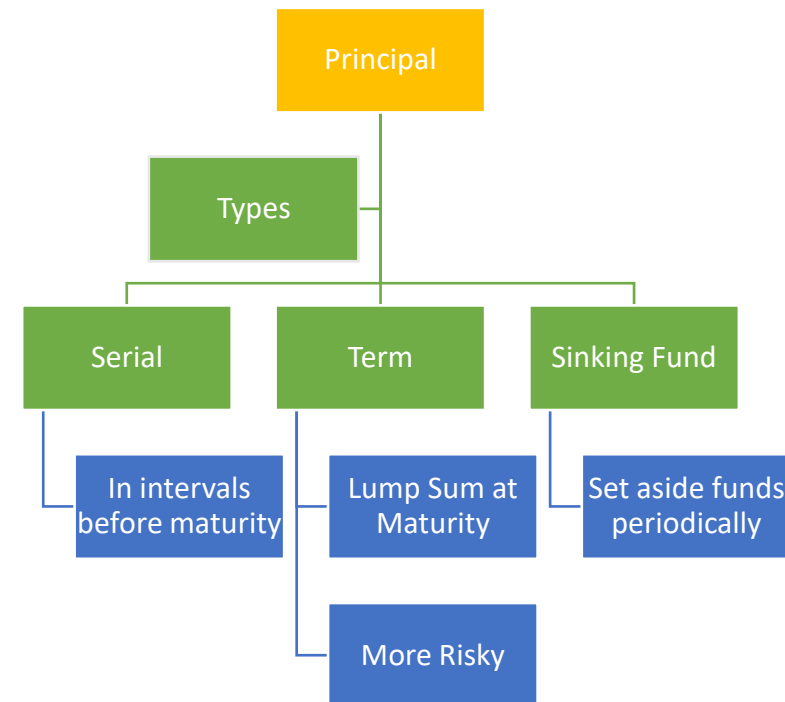 Principal
Types
Serial
Term
Sinking Fund
In intervals
before maturity
Lump Sum at
Maturity
Set aside funds
periodically
More Risky